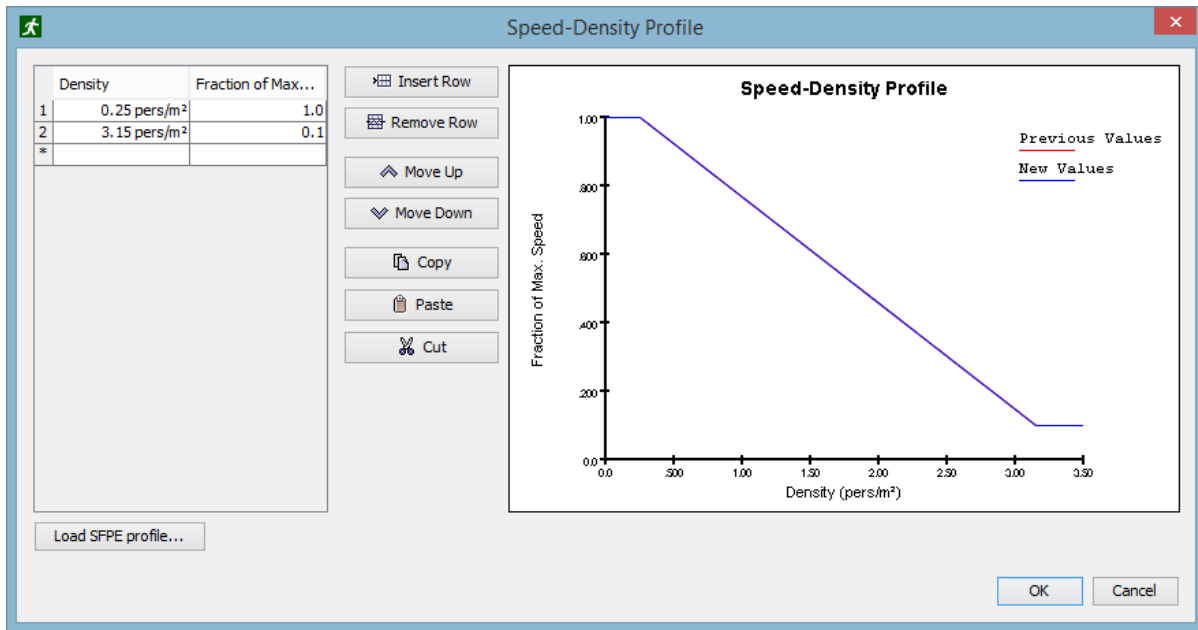 Speed-Density Profile
Density Fraction of Max...
1 0.25 pers/m² 1.0
2 3.15 pers/m² 0.1
*
Insert Row
Remove Row
Move Up
Move Down
Copy
Paste
Cut
Load SFPE profile...
Speed-Density Profile
Previous Values
New Values
Fraction of Max. Speed
1.00
.800
.600
.400
.200
0.0
0.0 .500 1.00 1.50 2.00 2.50 3.00 3.50
Density (pers/m²)
OK Cancel